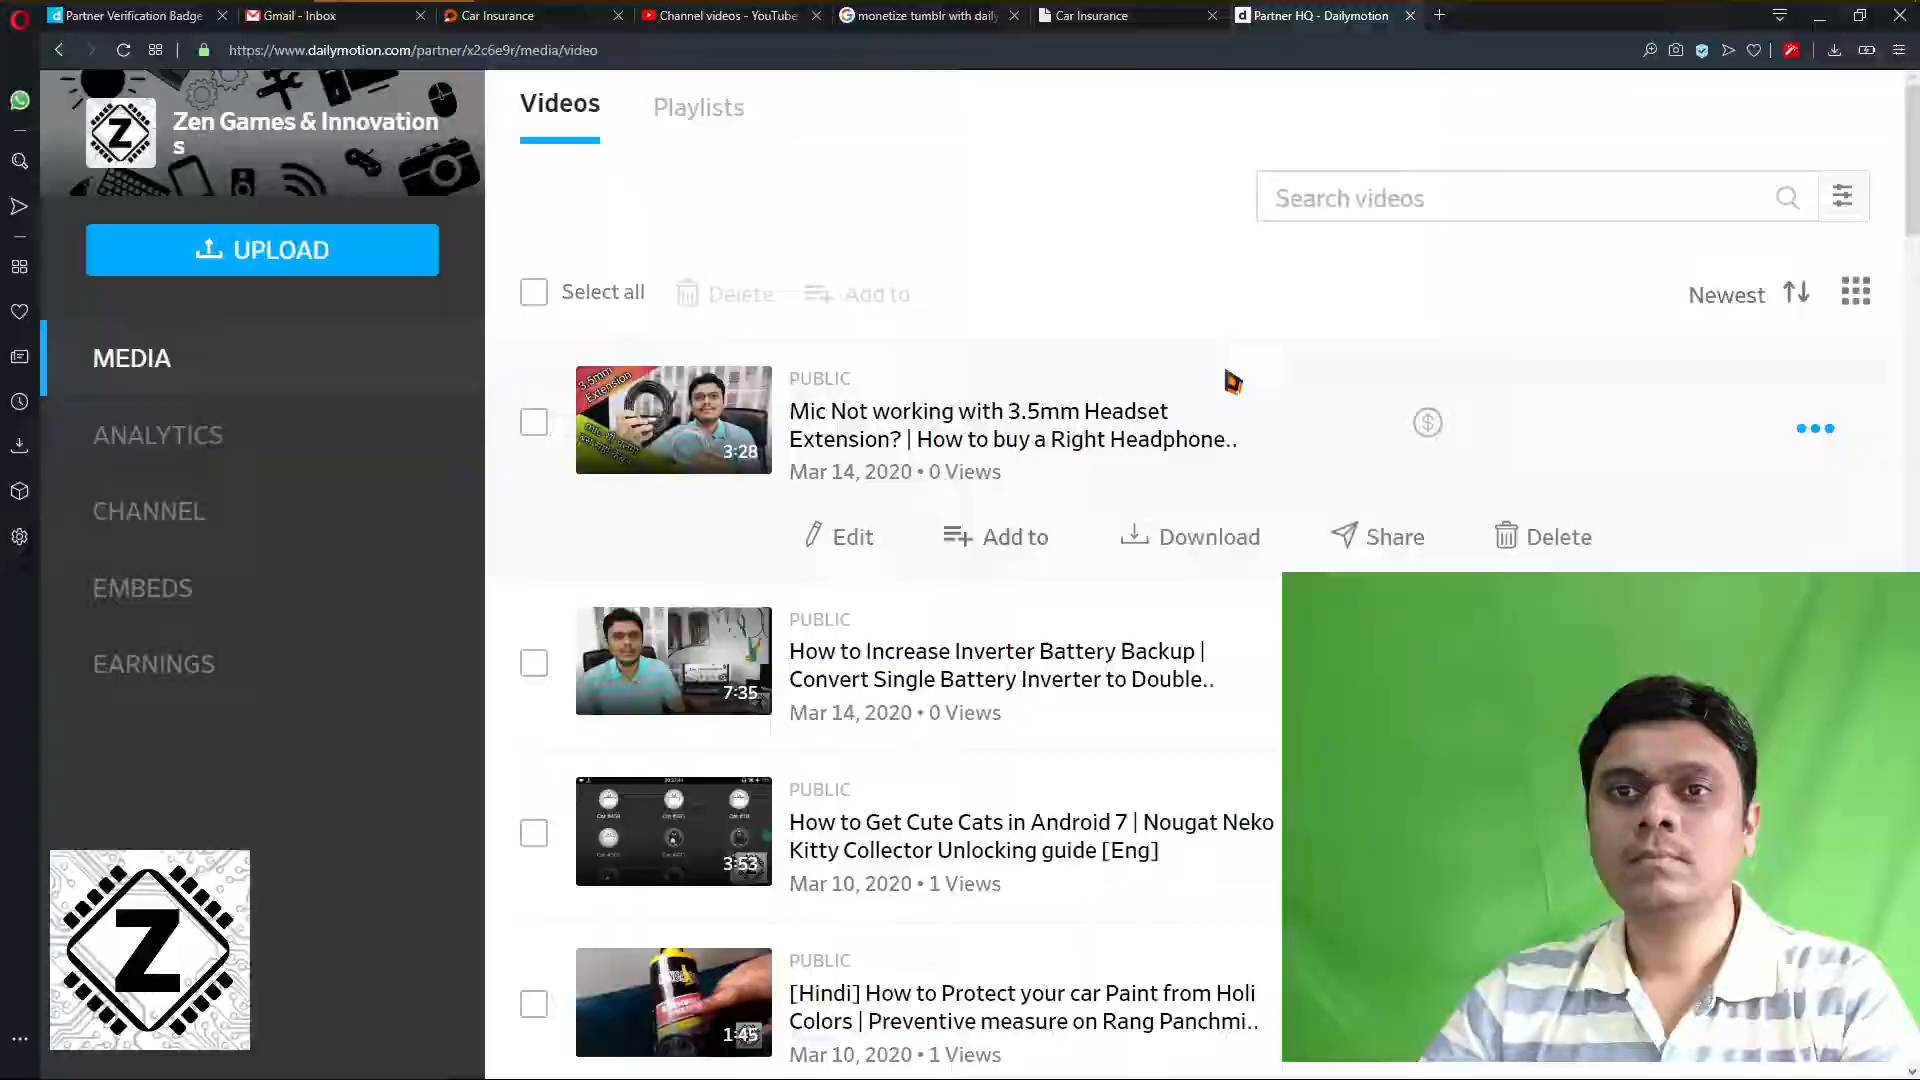 Partner Verification Badge
Gmail - Inbox
Car Insurance
Channel videos - YouTube
monetize tumblr with daily
Car Insurance
Partner HQ - Dailymotion
https://www.dailymotion.com/partner/x2c6e9r/media/video
Z
Zen Games & Innovation
s
UPLOAD
MEDIA
ANALYTICS
CHANNEL
EMBEDS
EARNINGS
Z
Videos
Playlists
Search videos
Select all
Delete
Add to
Newest
3.5mm
Extension
3:28
PUBLIC
Mic Not working with 3.5mm Headset
Extension? | How to buy a Right Headphone..
Mar 14, 2020 • 0 Views
Edit
Add to
Download
Share
Delete
7:35
PUBLIC
How to Increase Inverter Battery Backup |
Convert Single Battery Inverter to Double..
Mar 14, 2020 • 0 Views
3:53
PUBLIC
How to Get Cute Cats in Android 7 | Nougat Neko
Kitty Collector Unlocking guide [Eng]
Mar 10, 2020 • 1 Views
1:45
PUBLIC
[Hindi] How to Protect your car Paint from Holi
Colors | Preventive measure on Rang Panchmi..
Mar 10, 2020 • 1 Views